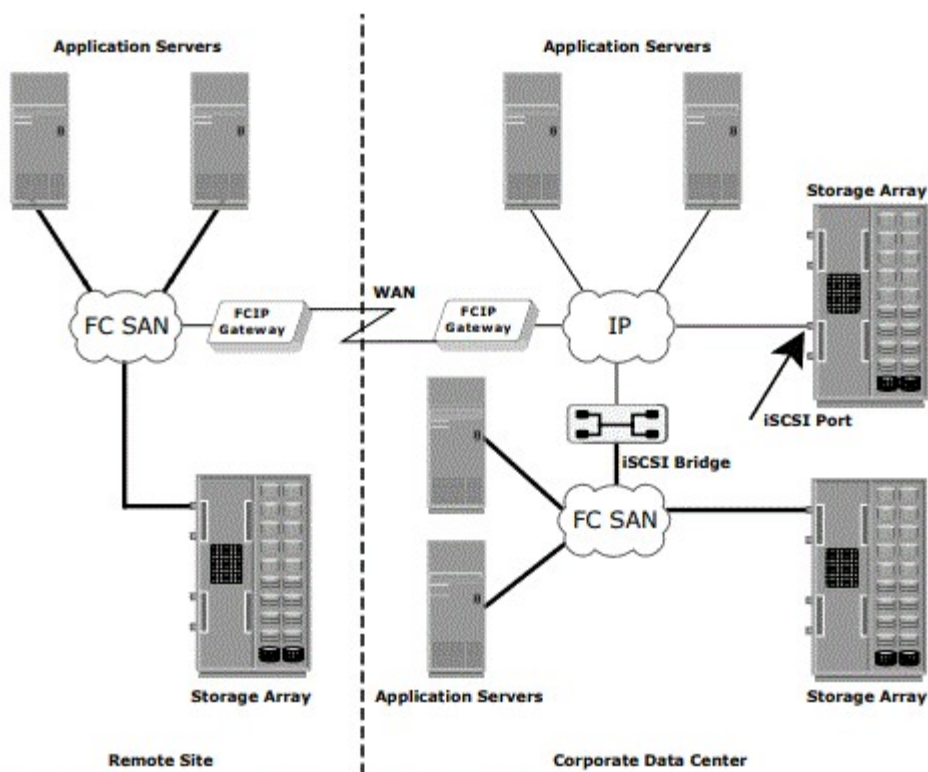 Application Servers
Application Servers
Storage Array
WAN
FC SAN
FCIP
Gateway
FCIP
Gateway
IP
iSCSI Port
iSCSI Bridge
FC SAN
Storage Array
Application Servers
Storage Array
Remote Site
Corporate Data Center